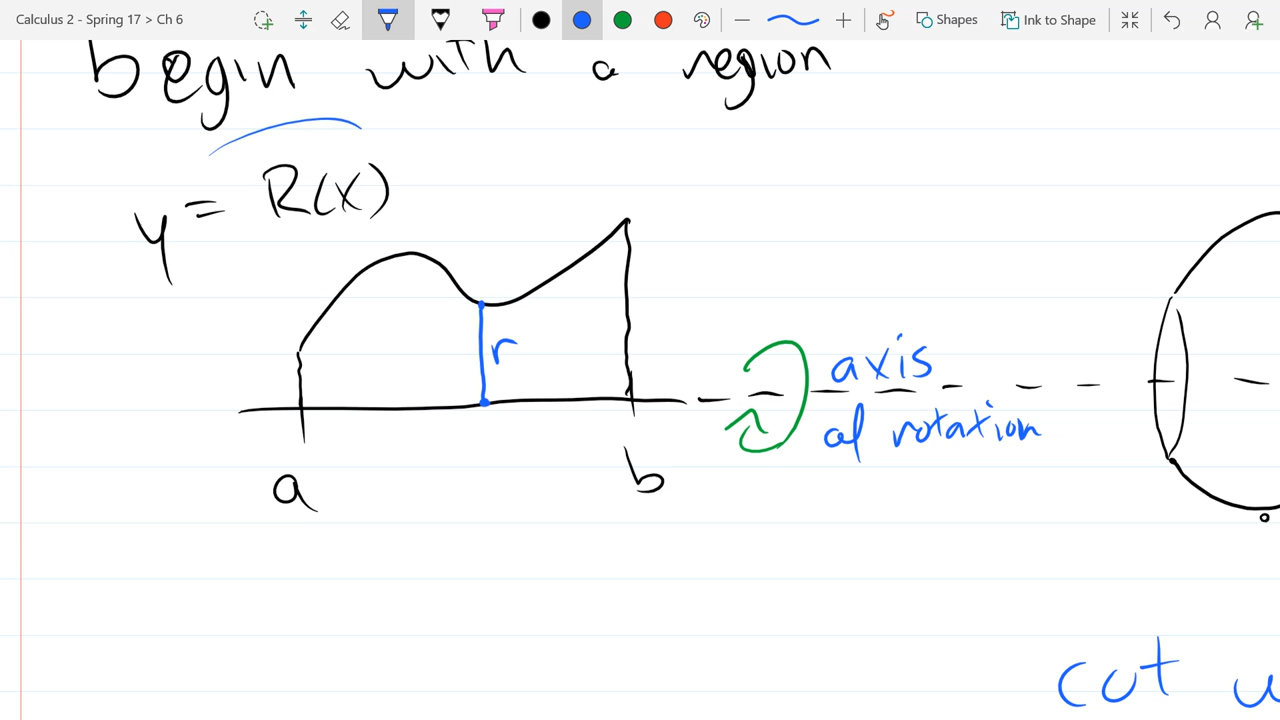 Calculus 2 - Spring 17 > Ch 6
Shapes
Ink to Shape
begin with a region
y = R(x)
r
axis
of rotation
a
b
cut